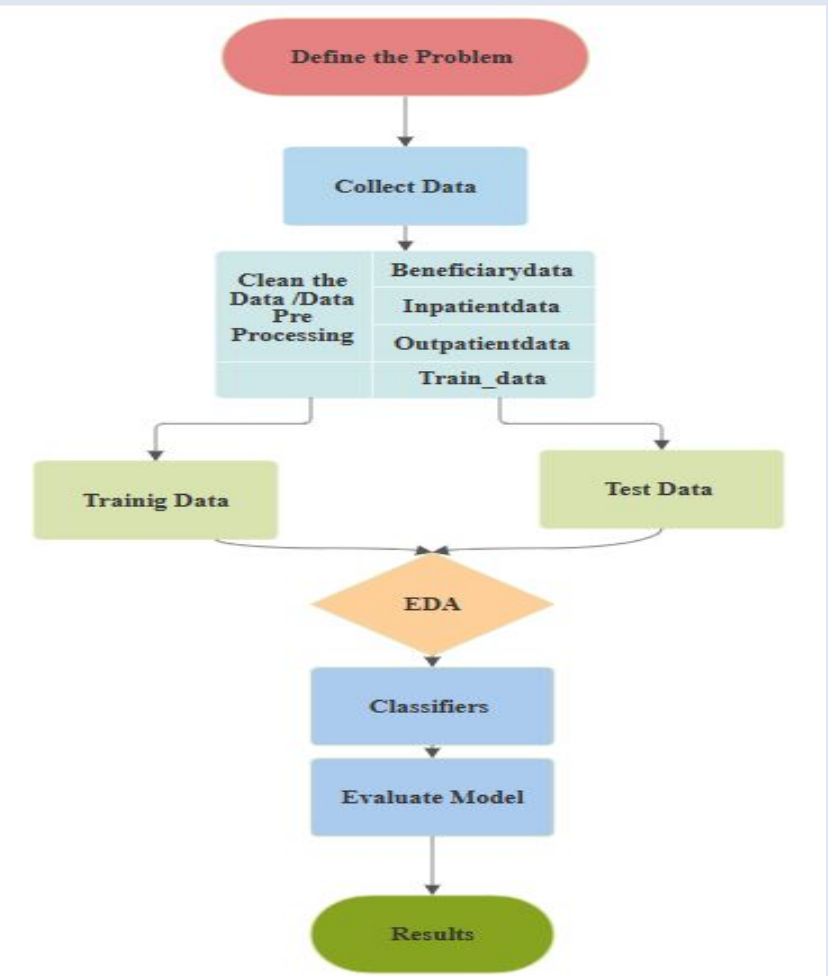 Define the Problem
Collect Data
Clean the
Data /Data
Pre
Processing
Beneficiarydata
Inpatientdata
Outpatientdata
Train_data
Trainig Data
Test Data
EDA
Classifiers
Evaluate Model
Results